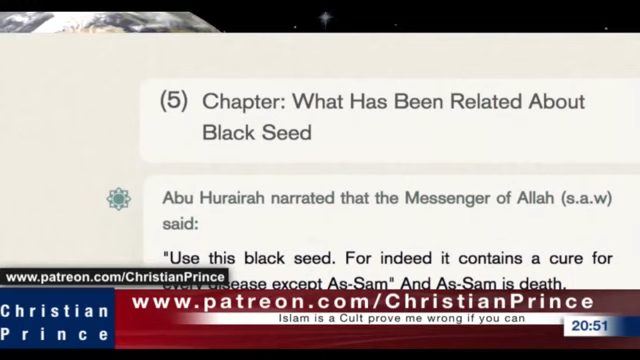 (5) Chapter: What Has Been Related About
Black Seed
Abu Hurairah narrated that the Messenger of Allah (s.a.w)
said:
"Use this black seed. For indeed it contains a cure for
every disease except As-Sam" And As-Sam is death.
www.patreon.com/ChristianPrince
www.patreon.com/ChristianPrince
Christian
Prince
Islam is a Cult prove me wrong if you can
20:51